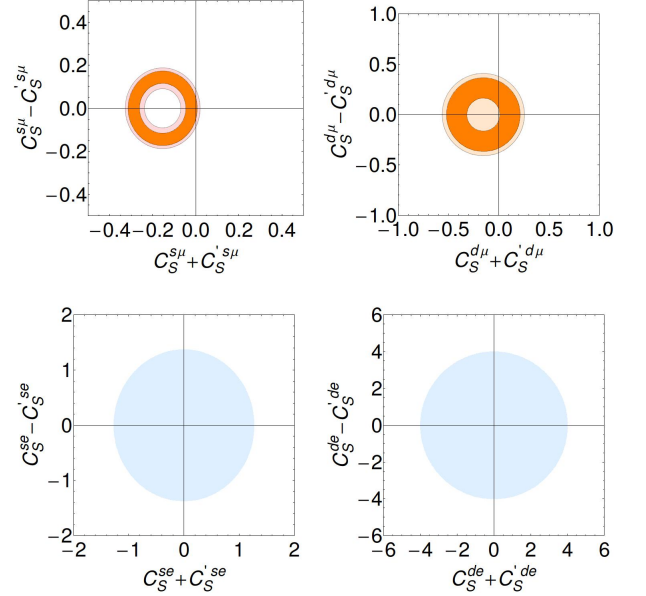 0.4
0.2
0.0
−0.2
−0.4
−0.4 −0.2 0.0 0.2 0.4
C_S^{sμ} − C_S^{'sμ}
C_S^{sμ} + C_S^{'sμ}
1.0
0.5
0.0
−0.5
−1.0
−1.0 −0.5 0.0 0.5 1.0
C_S^{dμ} − C_S^{'dμ}
C_S^{dμ} + C_S^{'dμ}
2
1
0
−1
−2
−2 −1 0 1 2
C_S^{se} − C_S^{'se}
C_S^{se} + C_S^{'se}
6
4
2
0
−2
−4
−6
−6 −4 −2 0 2 4 6
C_S^{de} − C_S^{'de}
C_S^{de} + C_S^{'de}